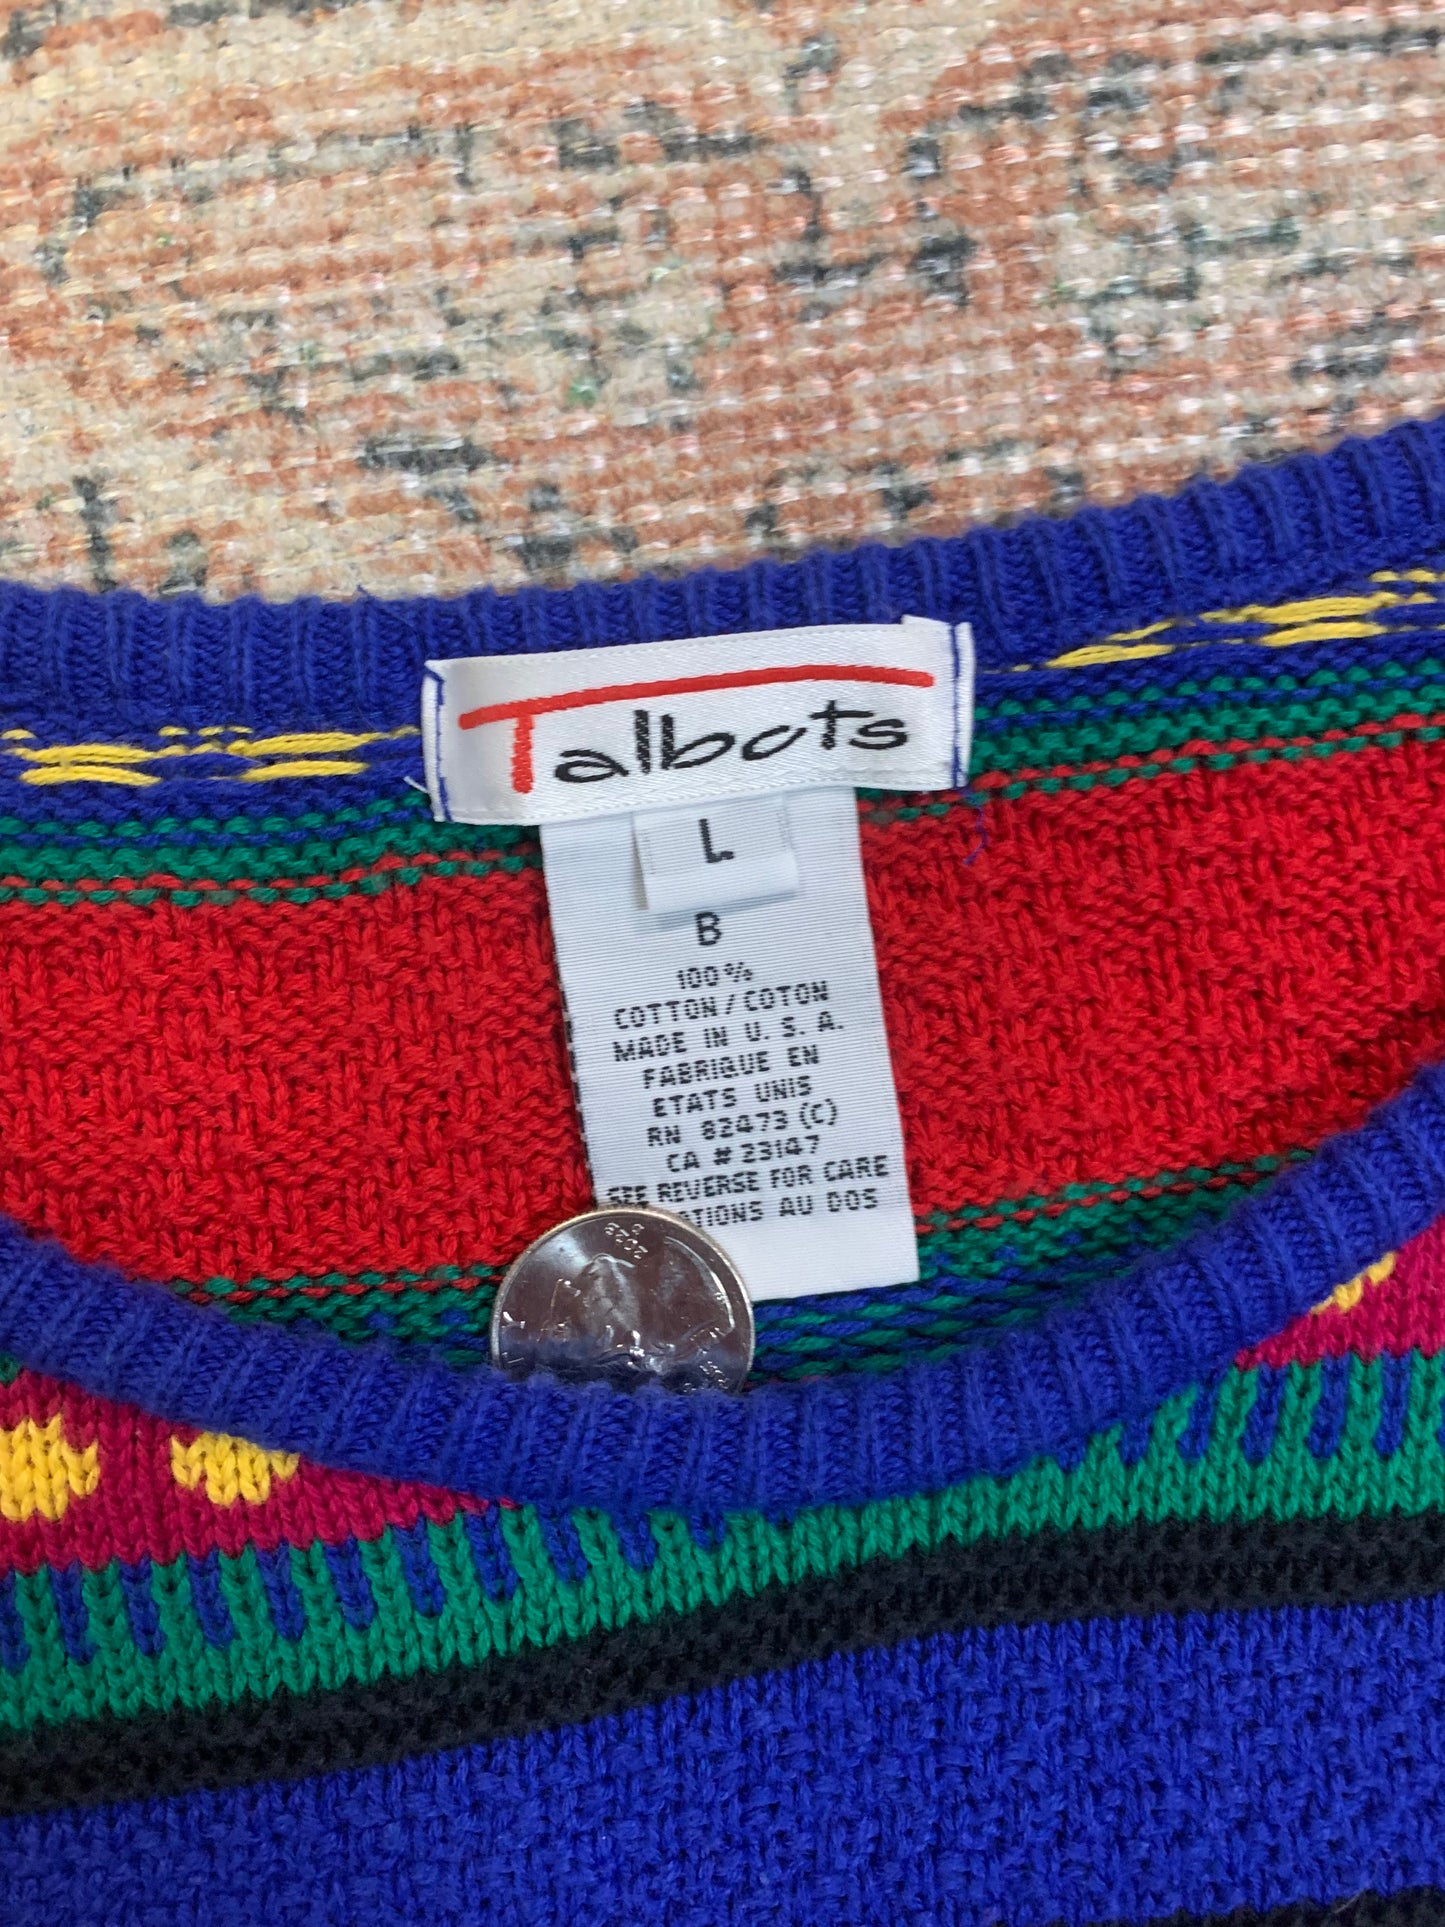 Talbots
L
B
100%
COTTON/COTON
MADE IN U. S. A.
FABRIQUE EN
ETATS UNIS
RN 82473 (C)
CA # 23147
SEE REVERSE FOR CARE
ATIONS AU DOS